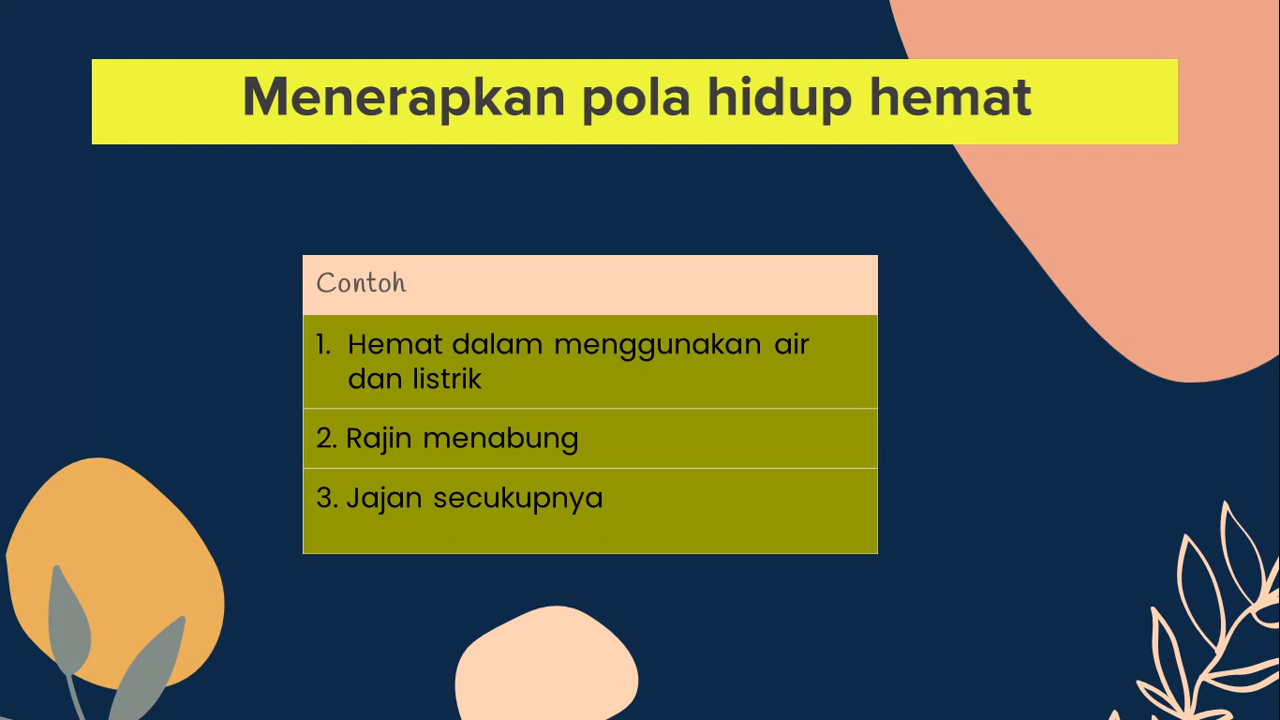 Menerapkan pola hidup hemat
Contoh
1. Hemat dalam menggunakan air
dan listrik
2. Rajin menabung
3. Jajan secukupnya